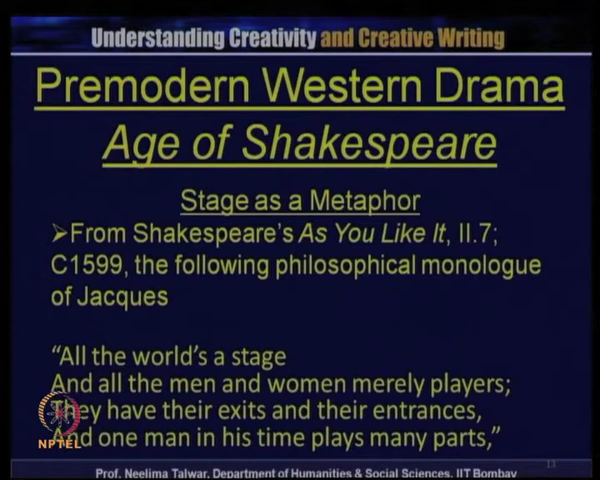 Understanding Creativity and Creative Writing
Premodern Western Drama
Age of Shakespeare
Stage as a Metaphor
➢From Shakespeare's As You Like It, II.7;
C1599, the following philosophical monologue
of Jacques
“All the world's a stage
And all the men and women merely players;
They have their exits and their entrances,
And one man in his time plays many parts,”
NPTEL
13
Prof. Neelima Talwar, Department of Humanities & Social Sciences, IIT Bombay